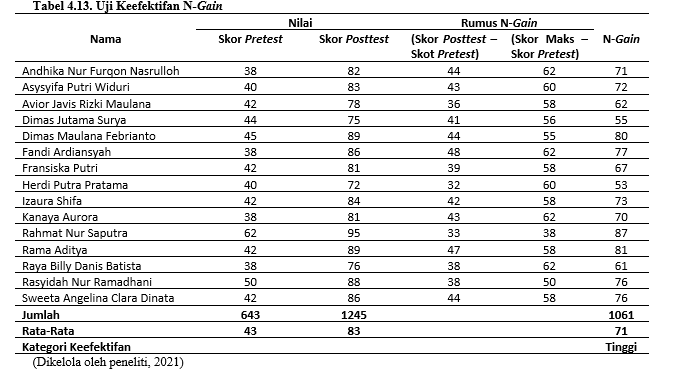 Tabel 4.13. Uji Keefektifan N-Gain
Nama Nilai Rumus N-Gain N-Gain
Skor Pretest Skor Posttest (Skor Posttest – Skot Pretest) (Skor Maks – Skor Pretest)
Andhika Nur Furqon Nasrulloh 38 82 44 62 71
Asysyifa Putri Widuri 40 83 43 60 72
Avior Javis Rizki Maulana 42 78 36 58 62
Dimas Jutama Surya 44 75 41 56 55
Dimas Maulana Febrianto 45 89 44 55 80
Fandi Ardiansyah 38 86 48 62 77
Fransiska Putri 42 81 39 58 67
Herdi Putra Pratama 40 72 32 60 53
Izaura Shifa 42 84 42 58 73
Kanaya Aurora 38 81 43 62 70
Rahmat Nur Saputra 62 95 33 38 87
Rama Aditya 42 89 47 58 81
Raya Billy Danis Batista 38 76 38 62 61
Rasyidah Nur Ramadhani 50 88 38 50 76
Sweeta Angelina Clara Dinata 42 86 44 58 76
Jumlah 643 1245 1061
Rata-Rata 43 83 71
Kategori Keefektifan Tinggi
(Dikelola oleh peneliti, 2021)